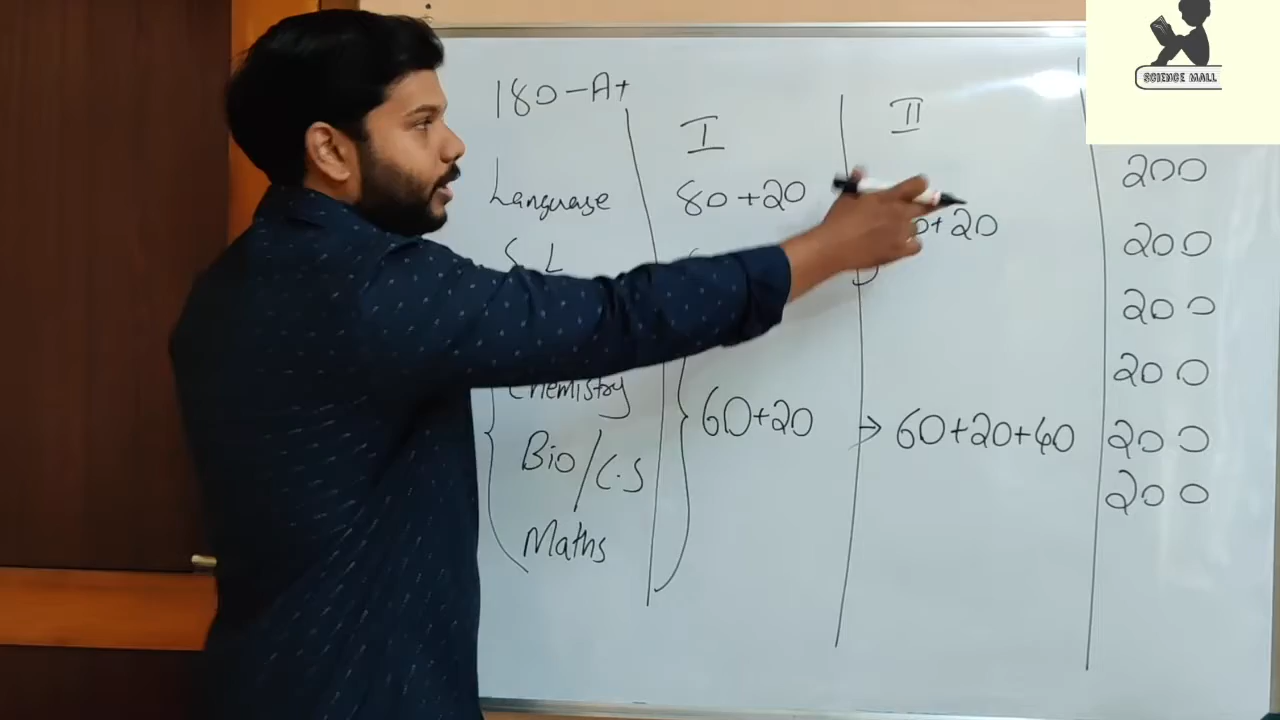 SCIENCE MALL
180-A+
I
II
Language
80+20
0+20
200
S L
200
200
Chemistry
200
Bio/C.S
60+20
→ 60+20+40
200
Maths
200